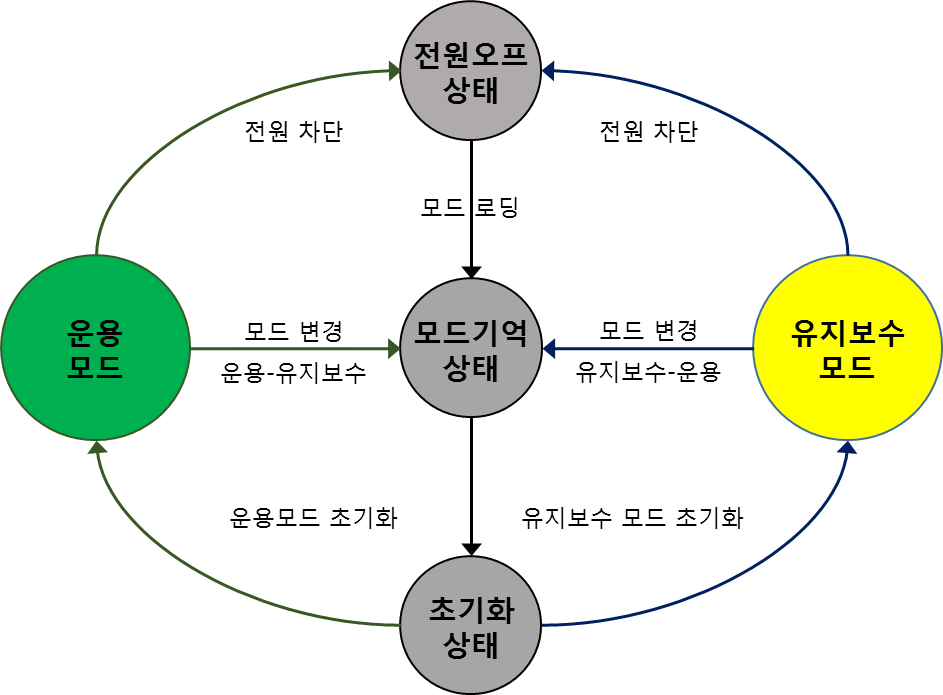 전원오프
상태
전원 차단
전원 차단
모드 로딩
운용
모드
모드 변경
운용-유지보수
모드기억
상태
모드 변경
유지보수-운용
유지보수
모드
운용모드 초기화
유지보수 모드 초기화
초기화
상태